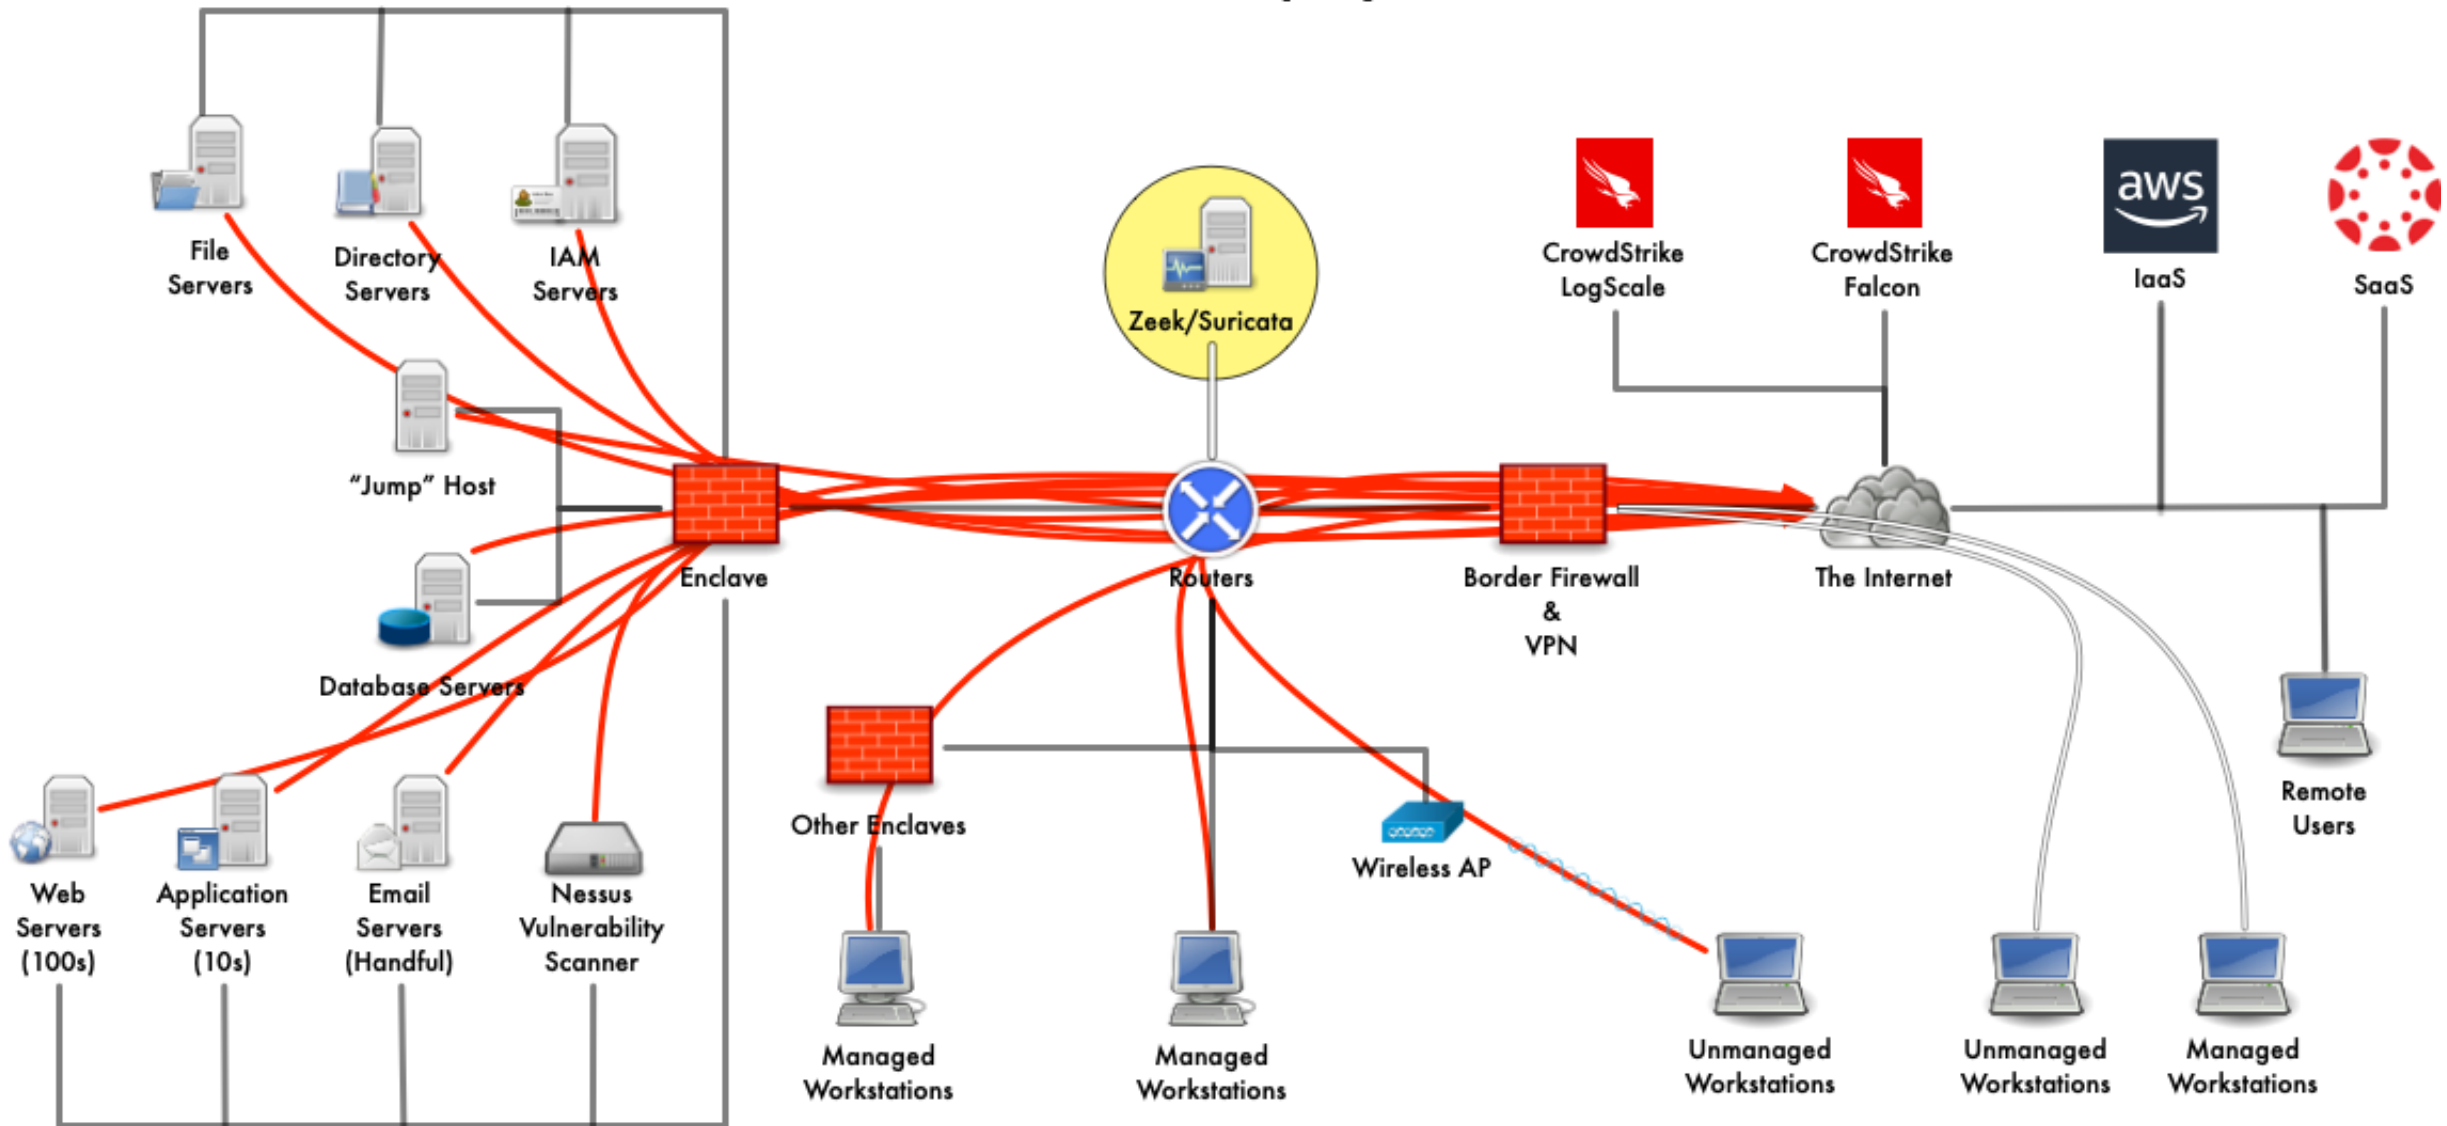 File
Servers
Directory
Servers
IAM
Servers
Zeek/Suricata
CrowdStrike
LogScale
CrowdStrike
Falcon
aws
IaaS
SaaS
“Jump” Host
Enclave
Routers
Border Firewall
&
VPN
The Internet
Database Servers
Remote
Users
Other Enclaves
Wireless AP
Web
Servers
(100s)
Application
Servers
(10s)
Email
Servers
(Handful)
Nessus
Vulnerability
Scanner
Managed
Workstations
Managed
Workstations
Unmanaged
Workstations
Unmanaged
Workstations
Managed
Workstations